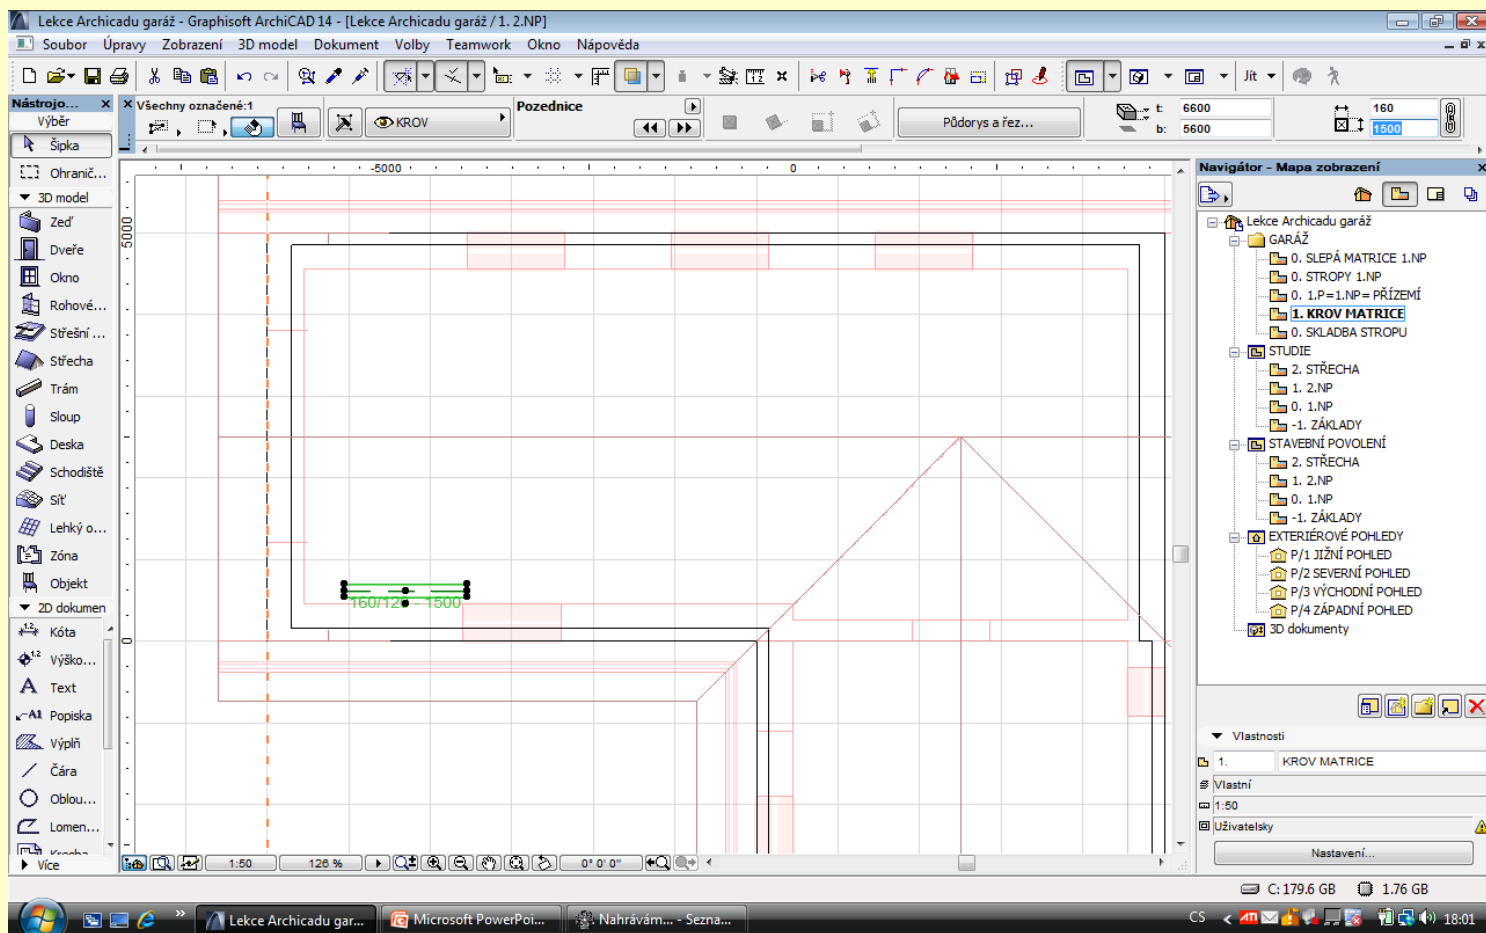 Lekce Archicadu garáž - Graphisoft ArchiCAD 14 - [Lekce Archicadu garáž / 1. 2.NP]
Soubor Úpravy Zobrazení 3D model Dokument Volby Teamwork Okno Nápověda
Jít
Nástrojo...
Výběr
Šipka
Ohranič...
3D model
Zeď
Dveře
Okno
Rohové...
Střešní ...
Střecha
Trám
Sloup
Deska
Schodiště
Síť
Lehký o...
Zóna
Objekt
2D dokumen
Kóta
Výško...
Text
Popiska
Výplň
Čára
Oblou...
Lomen...
Více
Všechny označené:1
KROV
Pozednice
Půdorys a řez...
t: 6600
b: 5600
160
1500
-5000
0
5000
0
160/120 - 1500
1:50
126 %
0° 0' 0"
Navigátor - Mapa zobrazení
Lekce Archicadu garáž
GARÁŽ
0. SLEPÁ MATRICE 1.NP
0. STROPY 1.NP
0. 1.P=1.NP= PŘÍZEMÍ
1. KROV MATRICE
0. SKLADBA STROPU
STUDIE
2. STŘECHA
1. 2.NP
0. 1.NP
-1. ZÁKLADY
STAVEBNÍ POVOLENÍ
2. STŘECHA
1. 2.NP
0. 1.NP
-1. ZÁKLADY
EXTERIÉROVÉ POHLEDY
P/1 JIŽNÍ POHLED
P/2 SEVERNÍ POHLED
P/3 VÝCHODNÍ POHLED
P/4 ZÁPADNÍ POHLED
3D dokumenty
Vlastnosti
1. KROV MATRICE
Vlastní
1:50
Uživatelsky
Nastavení...
C: 179.6 GB 1.76 GB
Lekce Archicadu gar...
Microsoft PowerPoi...
Nahrávám... - Sezna...
CS
ATI
18:01